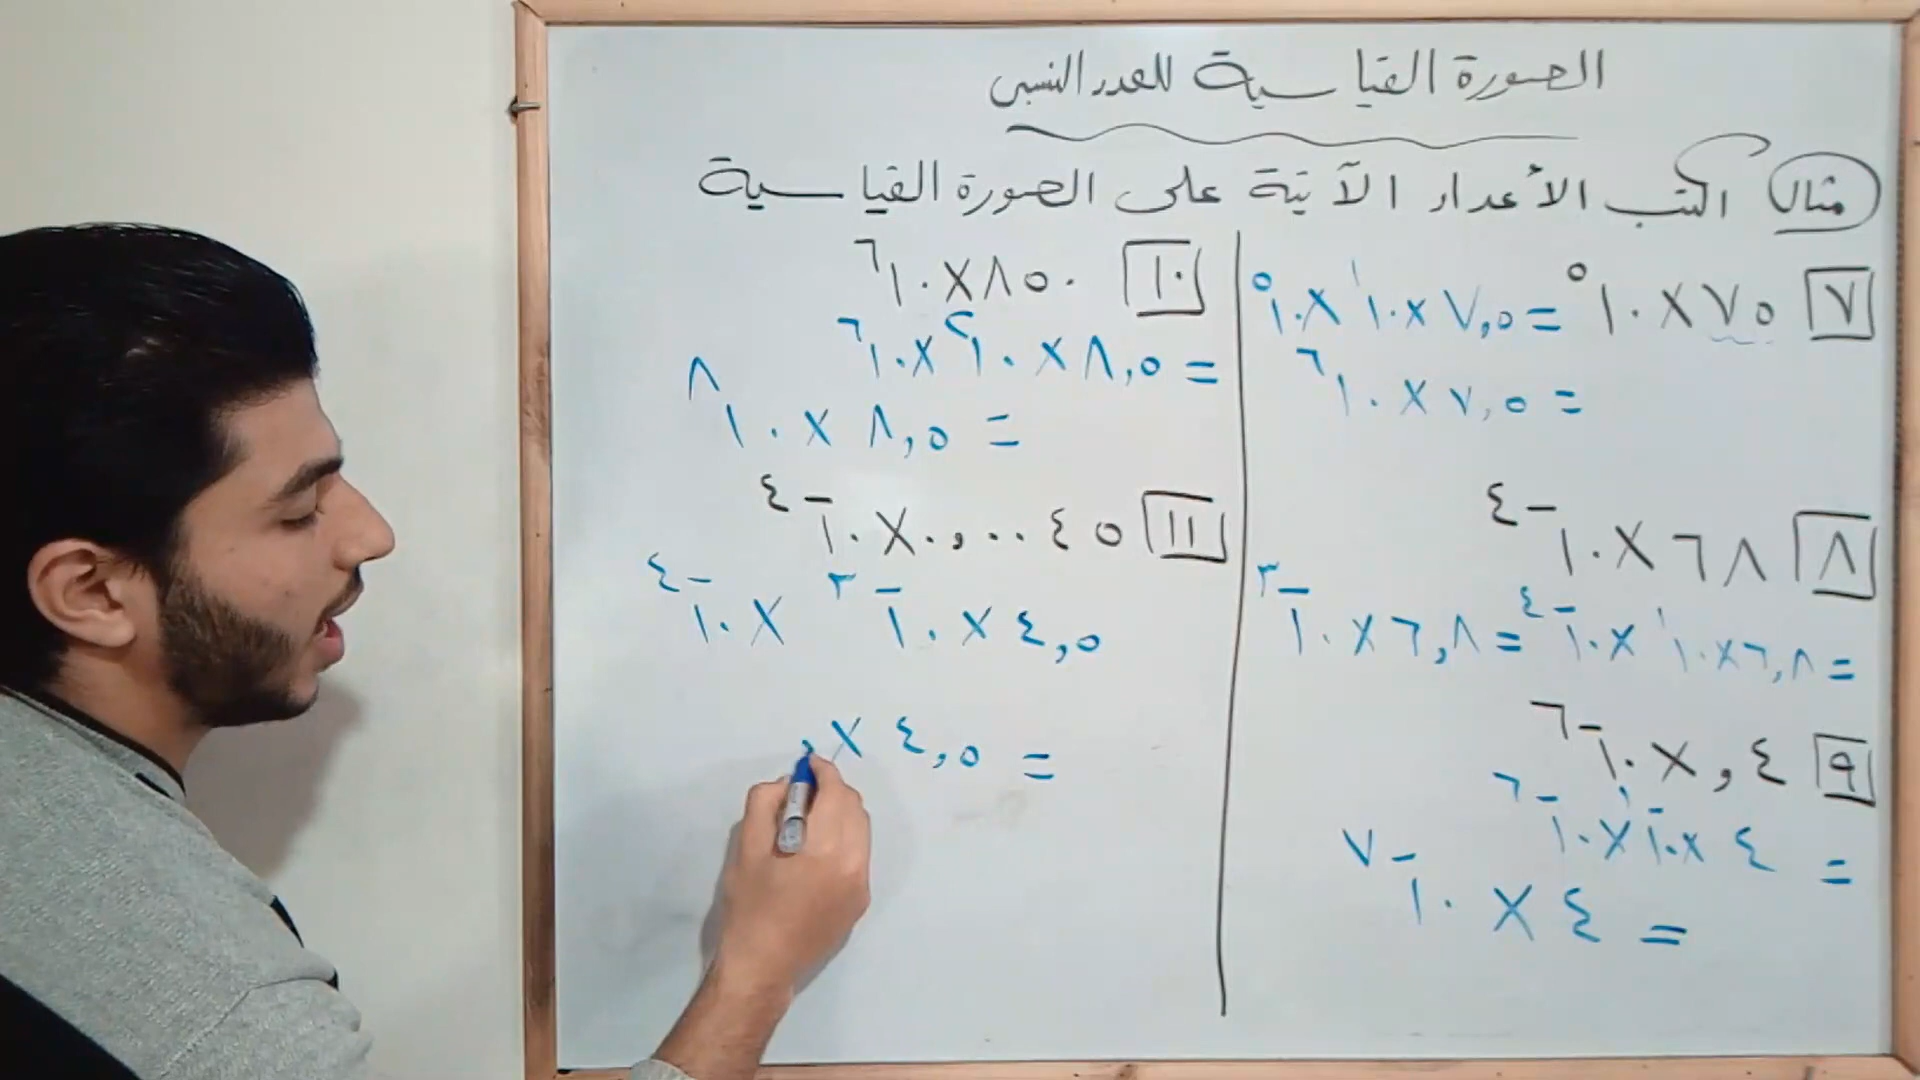 الصورة القياسية للعدد النسبى
مثال اكتب الأعداد الآتية على الصورة القياسية
٧ ٧٥ × ١٠^٥ = ٧,٥ × ١٠^١ × ١٠^٥
= ٧,٥ × ١٠^٦
٨ ٦٨ × ١٠^-٤
= ٦,٨ × ١٠^١ × ١٠^-٤ = ٦,٨ × ١٠^-٣
٩ ٤, × ١٠^-٦
= ٤ × ١٠^-١ × ١٠^-٦
= ٤ × ١٠^-٧
١٠ ٨٥٠ × ١٠^٦
= ٨,٥ × ١٠^٢ × ١٠^٦
= ٨,٥ × ١٠^٨
١١ ٠,٠٠٤٥ × ١٠^-٤
٤,٥ × ١٠^-٣ × ١٠^-٤
= ٤,٥ ×